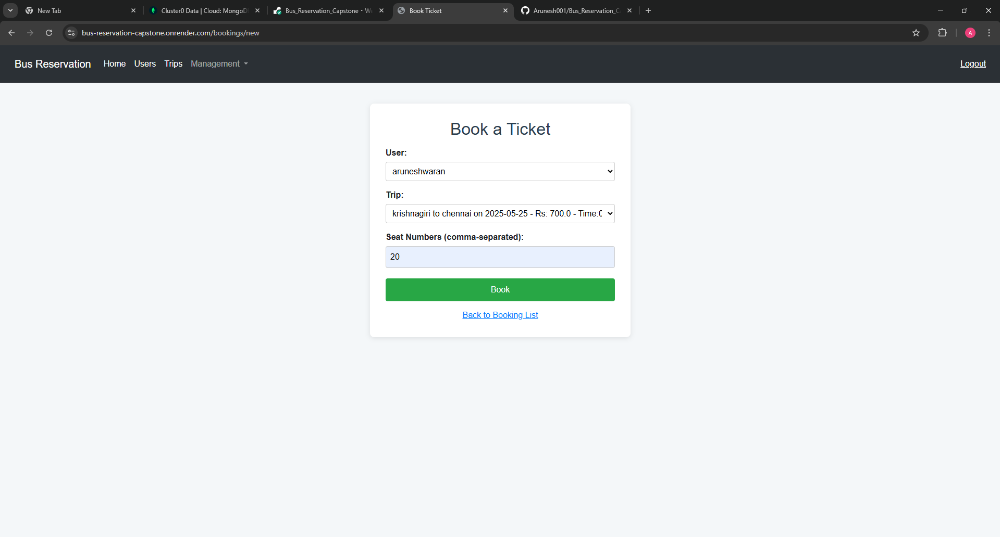 New Tab
Cluster0 Data | Cloud: MongoD
Bus_Reservation_Capstone · We
Book Ticket
Arunesh001/Bus_Reservation_C
bus-reservation-capstone.onrender.com/bookings/new
A
Bus Reservation
Home
Users
Trips
Management
Logout
Book a Ticket
User:
aruneshwaran
Trip:
krishnagiri to chennai on 2025-05-25 - Rs: 700.0 - Time:0
Seat Numbers (comma-separated):
20
Book
Back to Booking List